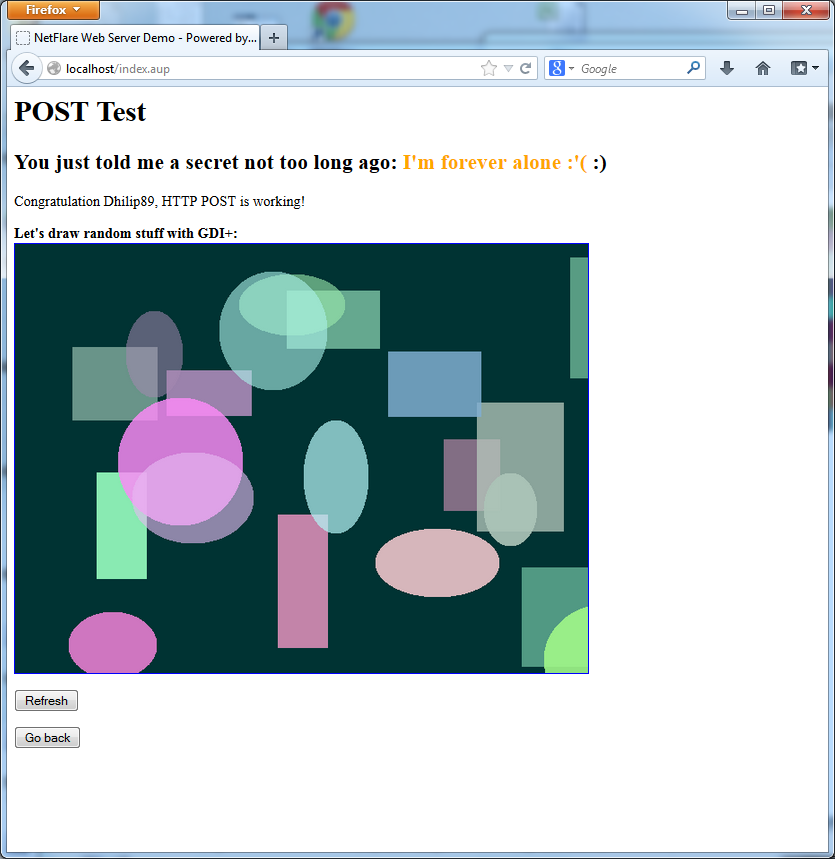 Firefox
NetFlare Web Server Demo - Powered by...
localhost/index.aup
Google
POST Test
You just told me a secret not too long ago: I'm forever alone :'( :)
Congratulation Dhilip89, HTTP POST is working!
Let's draw random stuff with GDI+:
Refresh
Go back